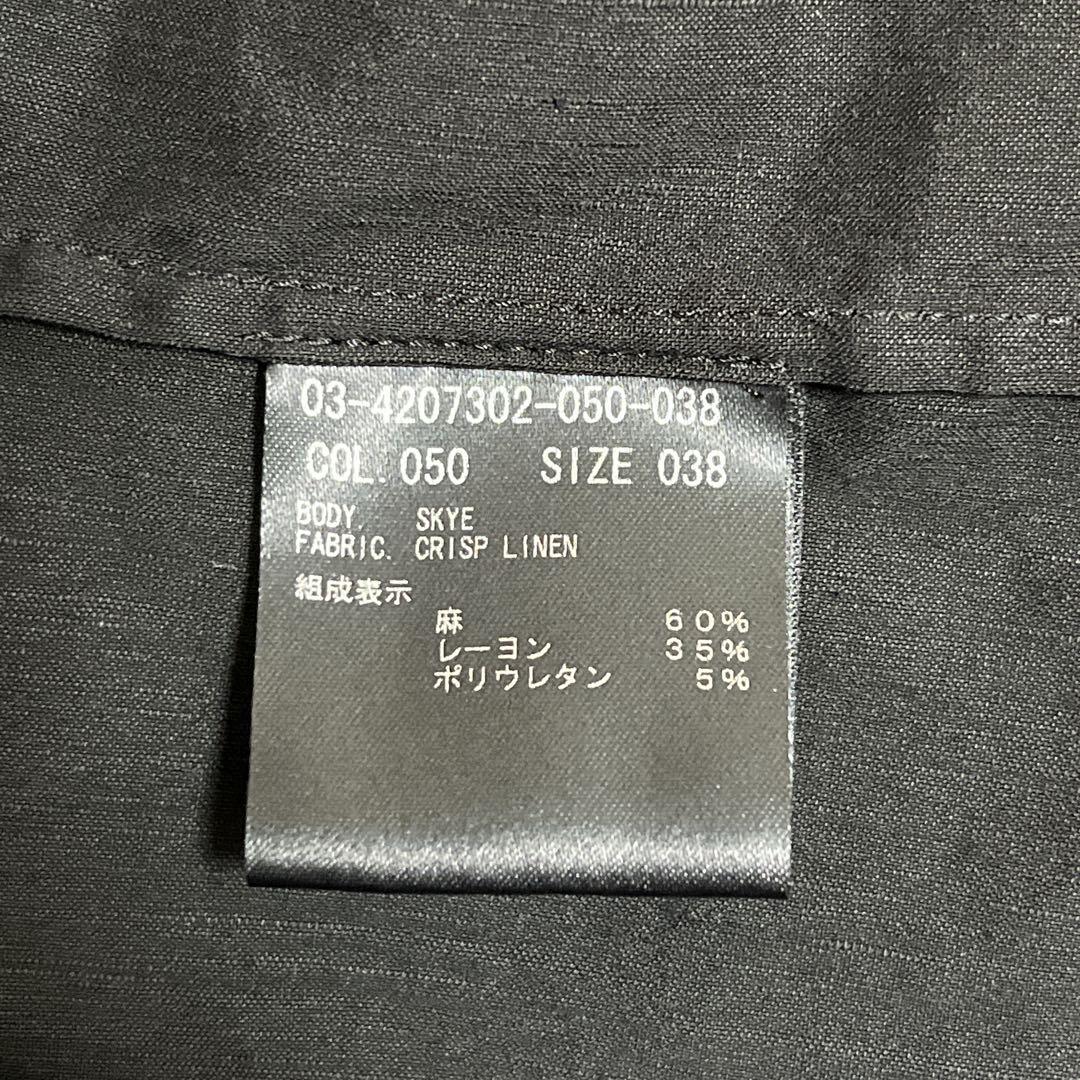 03-4207302-050-038
COL. 050 SIZE 038
BODY. SKYE
FABRIC. CRISP LINEN
組成表示
麻 60%
レーヨン 35%
ポリウレタン 5%